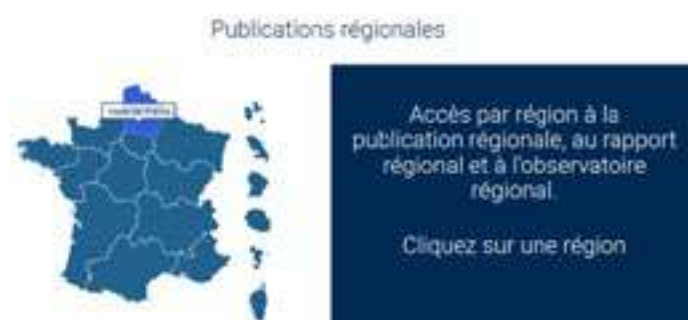 Publications régionales
Accès par région à la
publication régionale, au rapport
régional et à l'observatoire
régional
Cliquez sur une région